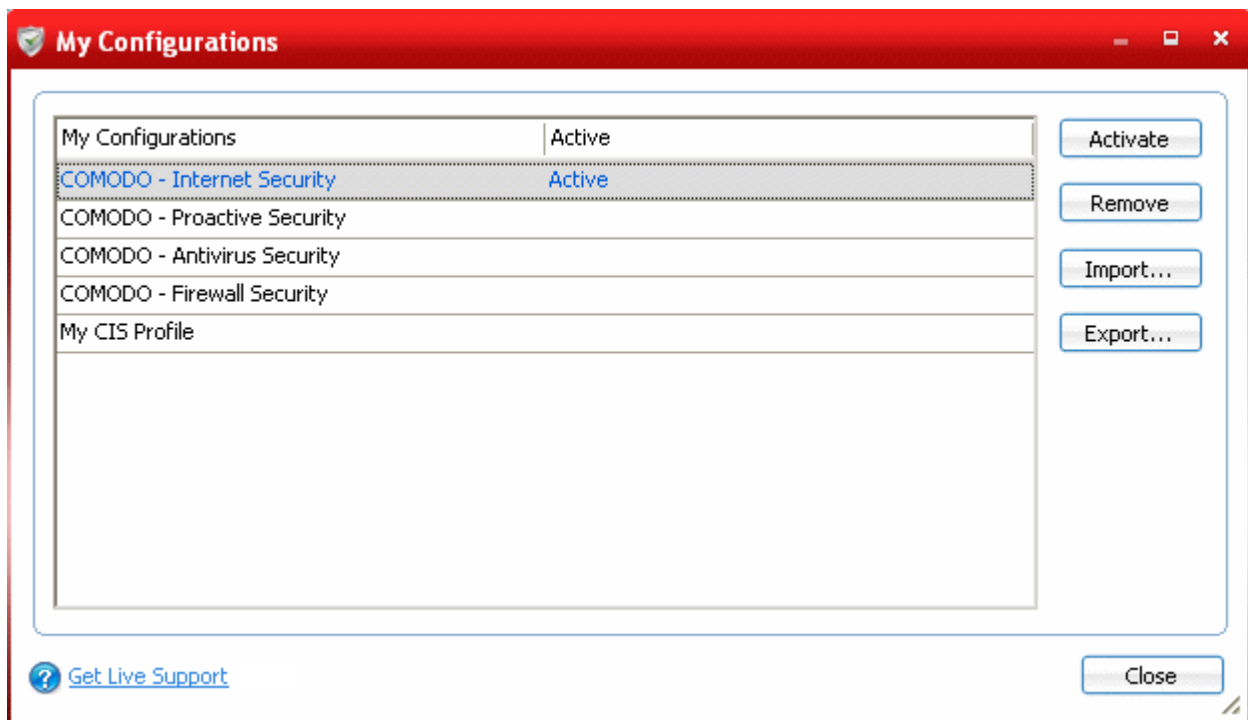 My Configurations
My Configurations Active
COMODO - Internet Security Active
COMODO - Proactive Security
COMODO - Antivirus Security
COMODO - Firewall Security
My CIS Profile
Activate
Remove
Import...
Export...
Get Live Support
Close